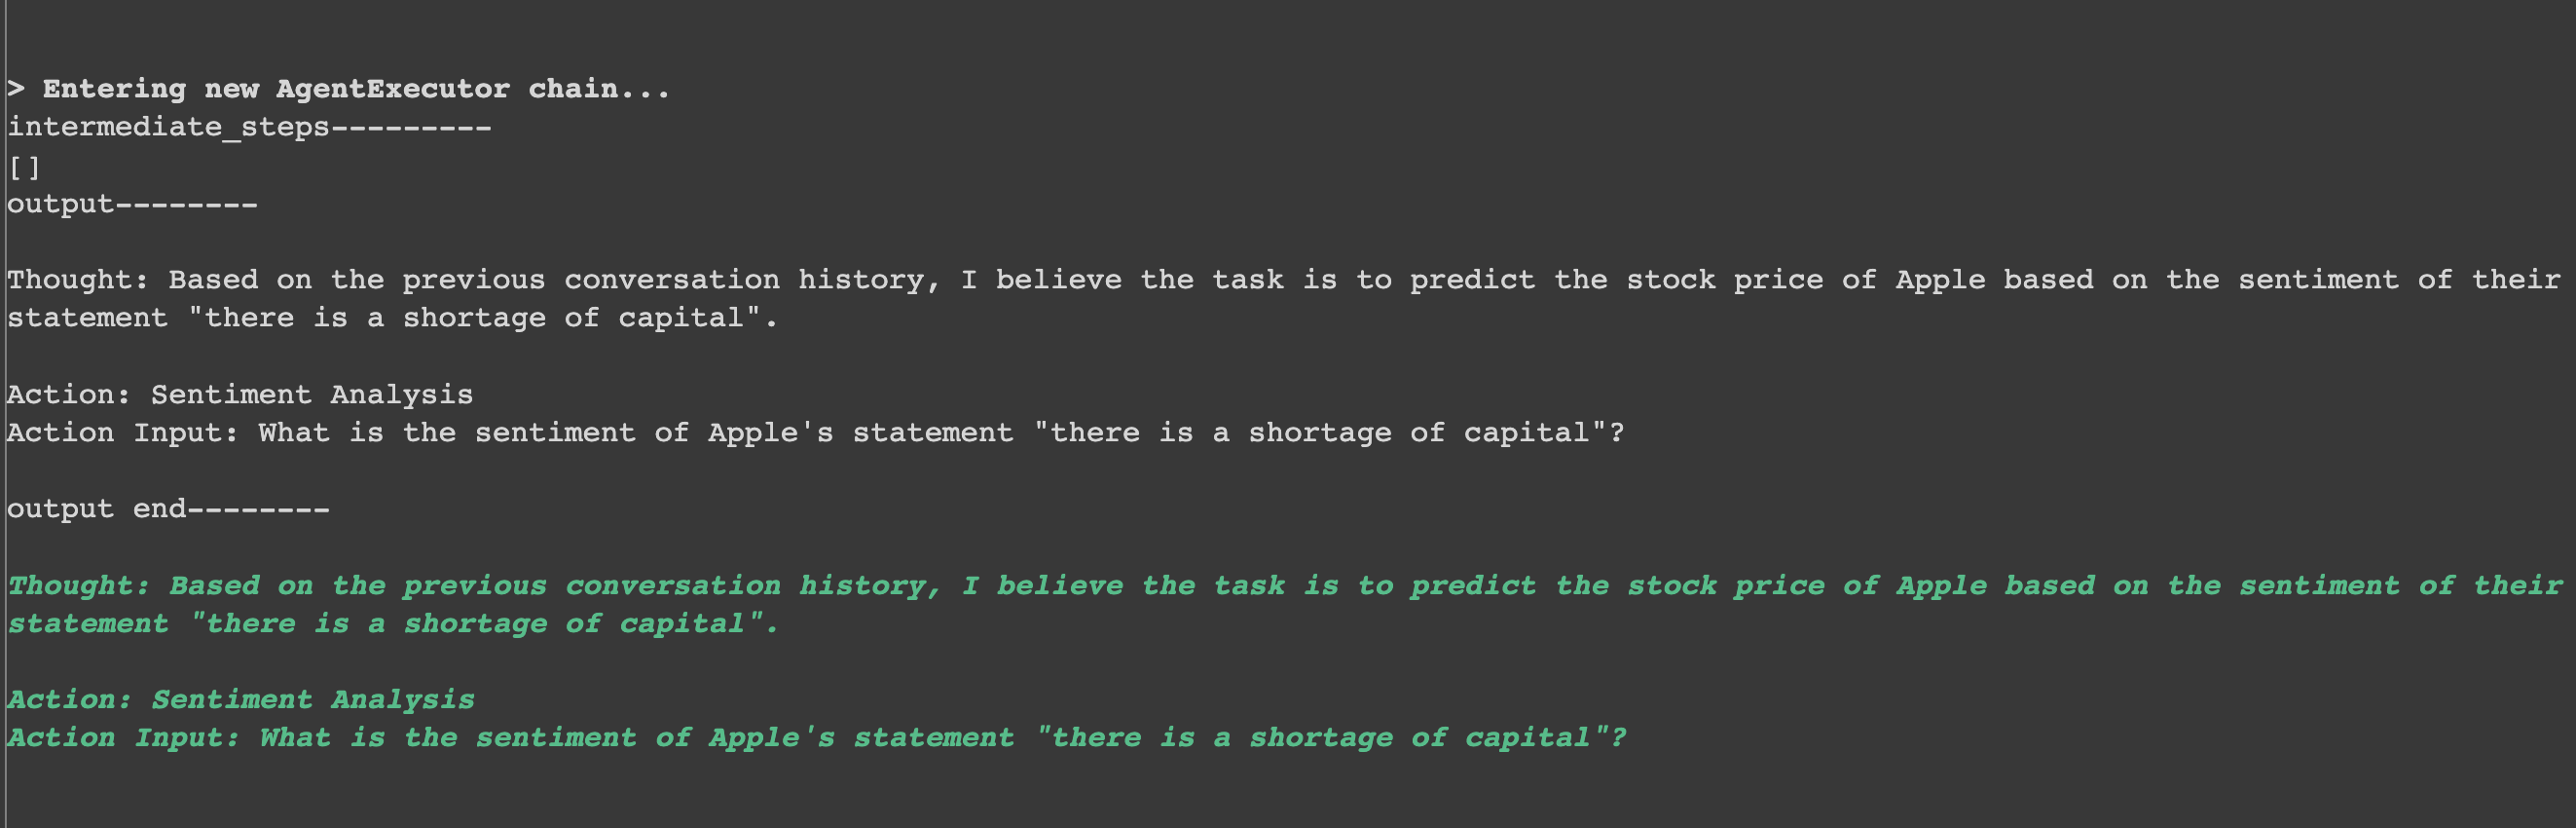 > Entering new AgentExecutor chain...
intermediate_steps---------
[]
output--------
Thought: Based on the previous conversation history, I believe the task is to predict the stock price of Apple based on the sentiment of their
statement "there is a shortage of capital".
Action: Sentiment Analysis
Action Input: What is the sentiment of Apple's statement "there is a shortage of capital"?
output end--------
Thought: Based on the previous conversation history, I believe the task is to predict the stock price of Apple based on the sentiment of their
statement "there is a shortage of capital".
Action: Sentiment Analysis
Action Input: What is the sentiment of Apple's statement "there is a shortage of capital"?